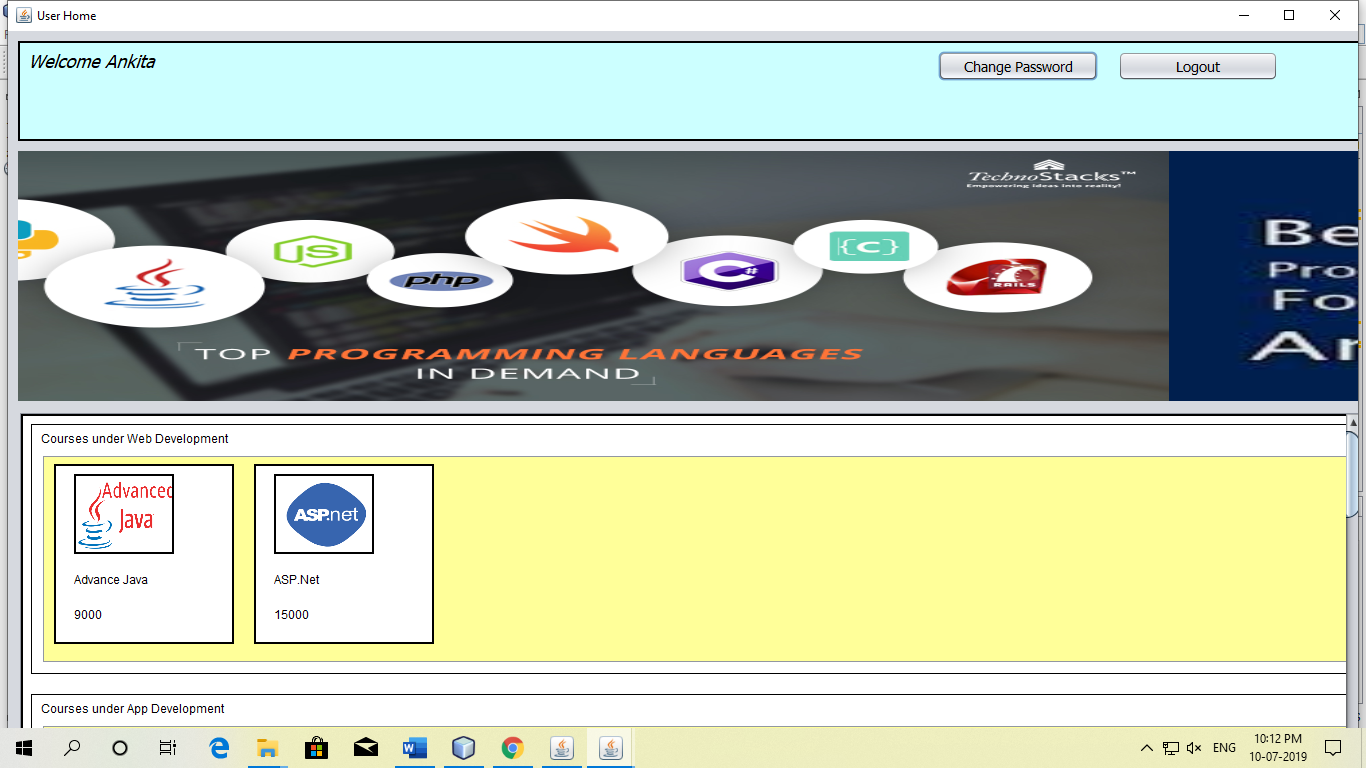 User Home
Welcome Ankita
Change Password
Logout
TechnoStacks™
Empowering ideas into reality!
JS
php
C#
{C}
RAILS
TOP PROGRAMMING LANGUAGES
IN DEMAND
Be
Pro
Fo
Courses under Web Development
Advanced
Java
ASP.net
Advance Java
ASP.Net
9000
15000
Courses under App Development
ENG
10:12 PM
10-07-2019